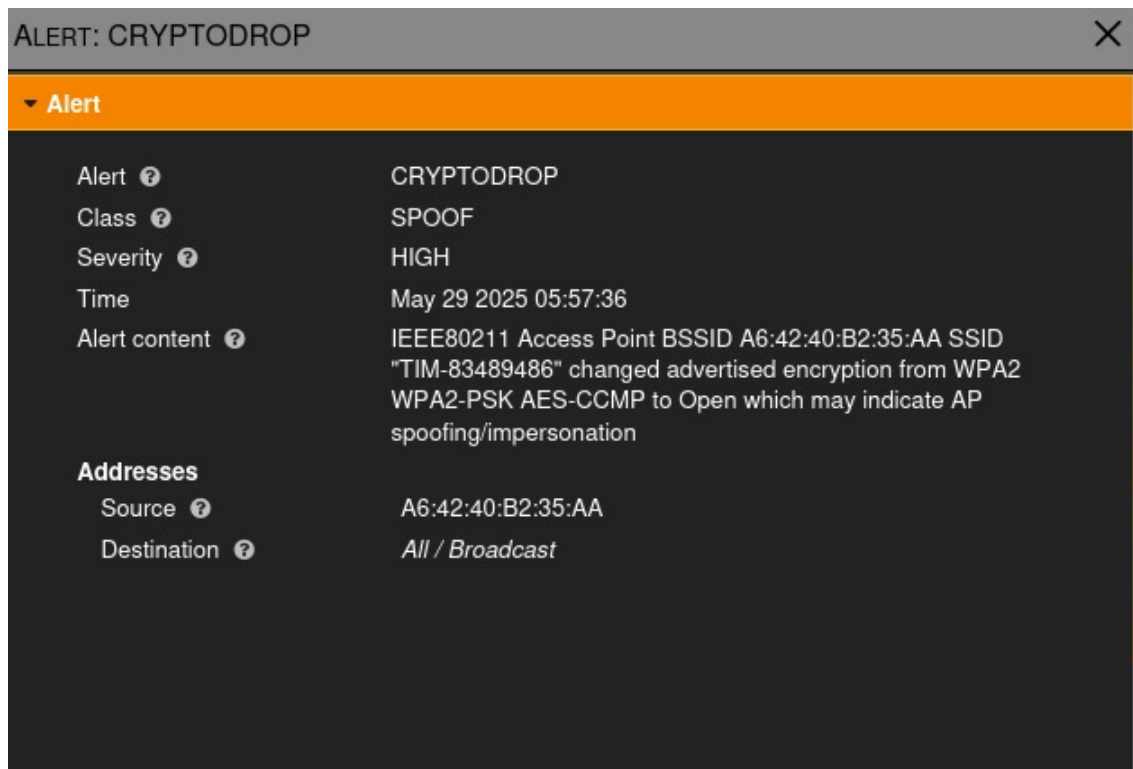 ALERT: CRYPTODROP
Alert
Alert CRYPTODROP
Class SPOOF
Severity HIGH
Time May 29 2025 05:57:36
Alert content IEEE80211 Access Point BSSID A6:42:40:B2:35:AA SSID
"TIM-83489486" changed advertised encryption from WPA2
WPA2-PSK AES-CCMP to Open which may indicate AP
spoofing/impersonation
Addresses
Source A6:42:40:B2:35:AA
Destination All / Broadcast